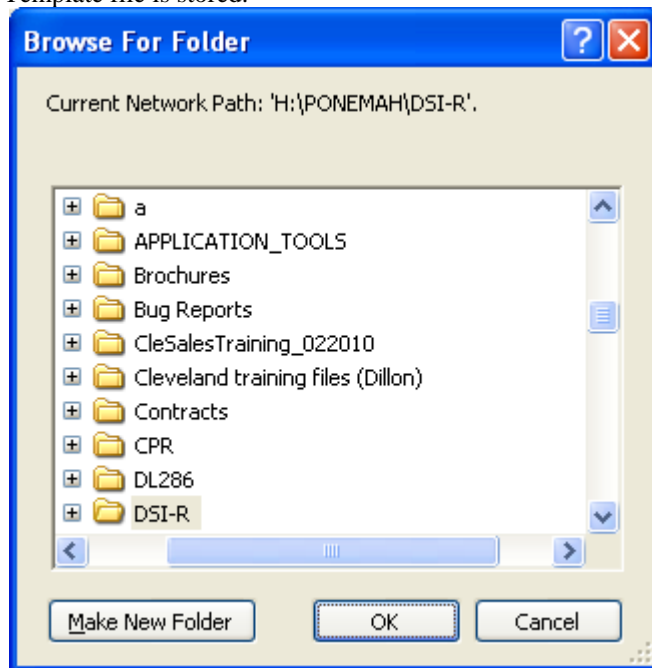 Template file is stored.
Browse For Folder
Current Network Path: 'H:\PONEMAH\DSI-R'.
a
APPLICATION_TOOLS
Brochures
Bug Reports
CleSalesTraining_022010
Cleveland training files (Dillon)
Contracts
CPR
DL286
DSI-R
Make New Folder
OK
Cancel